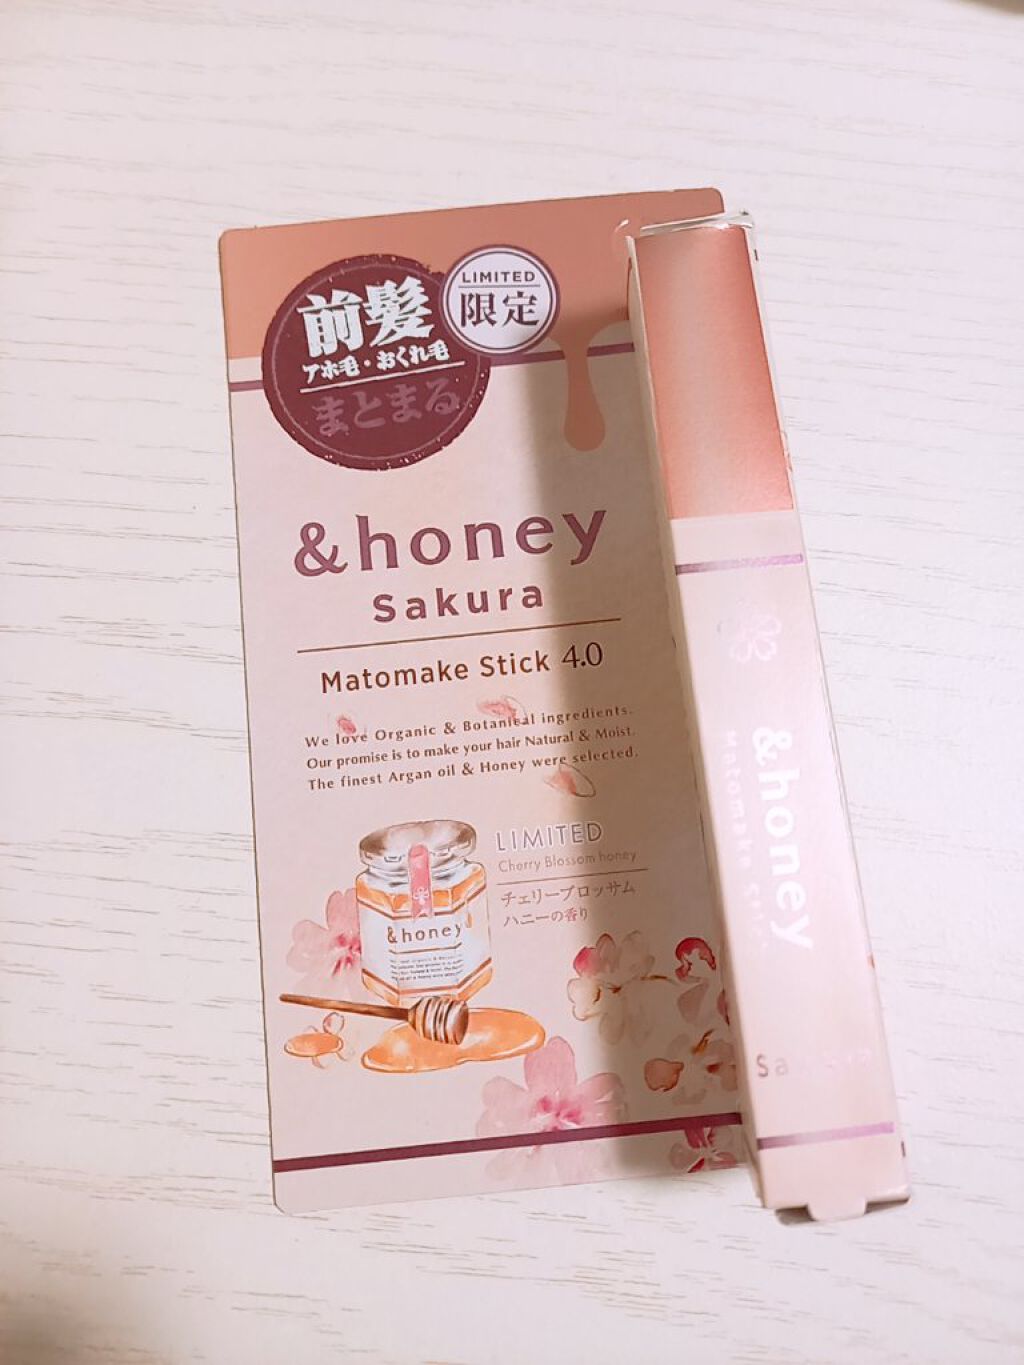 前髪
アホ毛・おくれ毛
まとまる
LIMITED
限定
&honey
Sakura
Matomake Stick 4.0
We love Organic & Botanical ingredients.
Our promise is to make your hair Natural & Moist.
The finest Argan oil & Honey were selected.
LIMITED
Cherry Blossom honey
チェリーブロッサム
ハニーの香り
&honey
&honey
Matomake Stick
Sakura